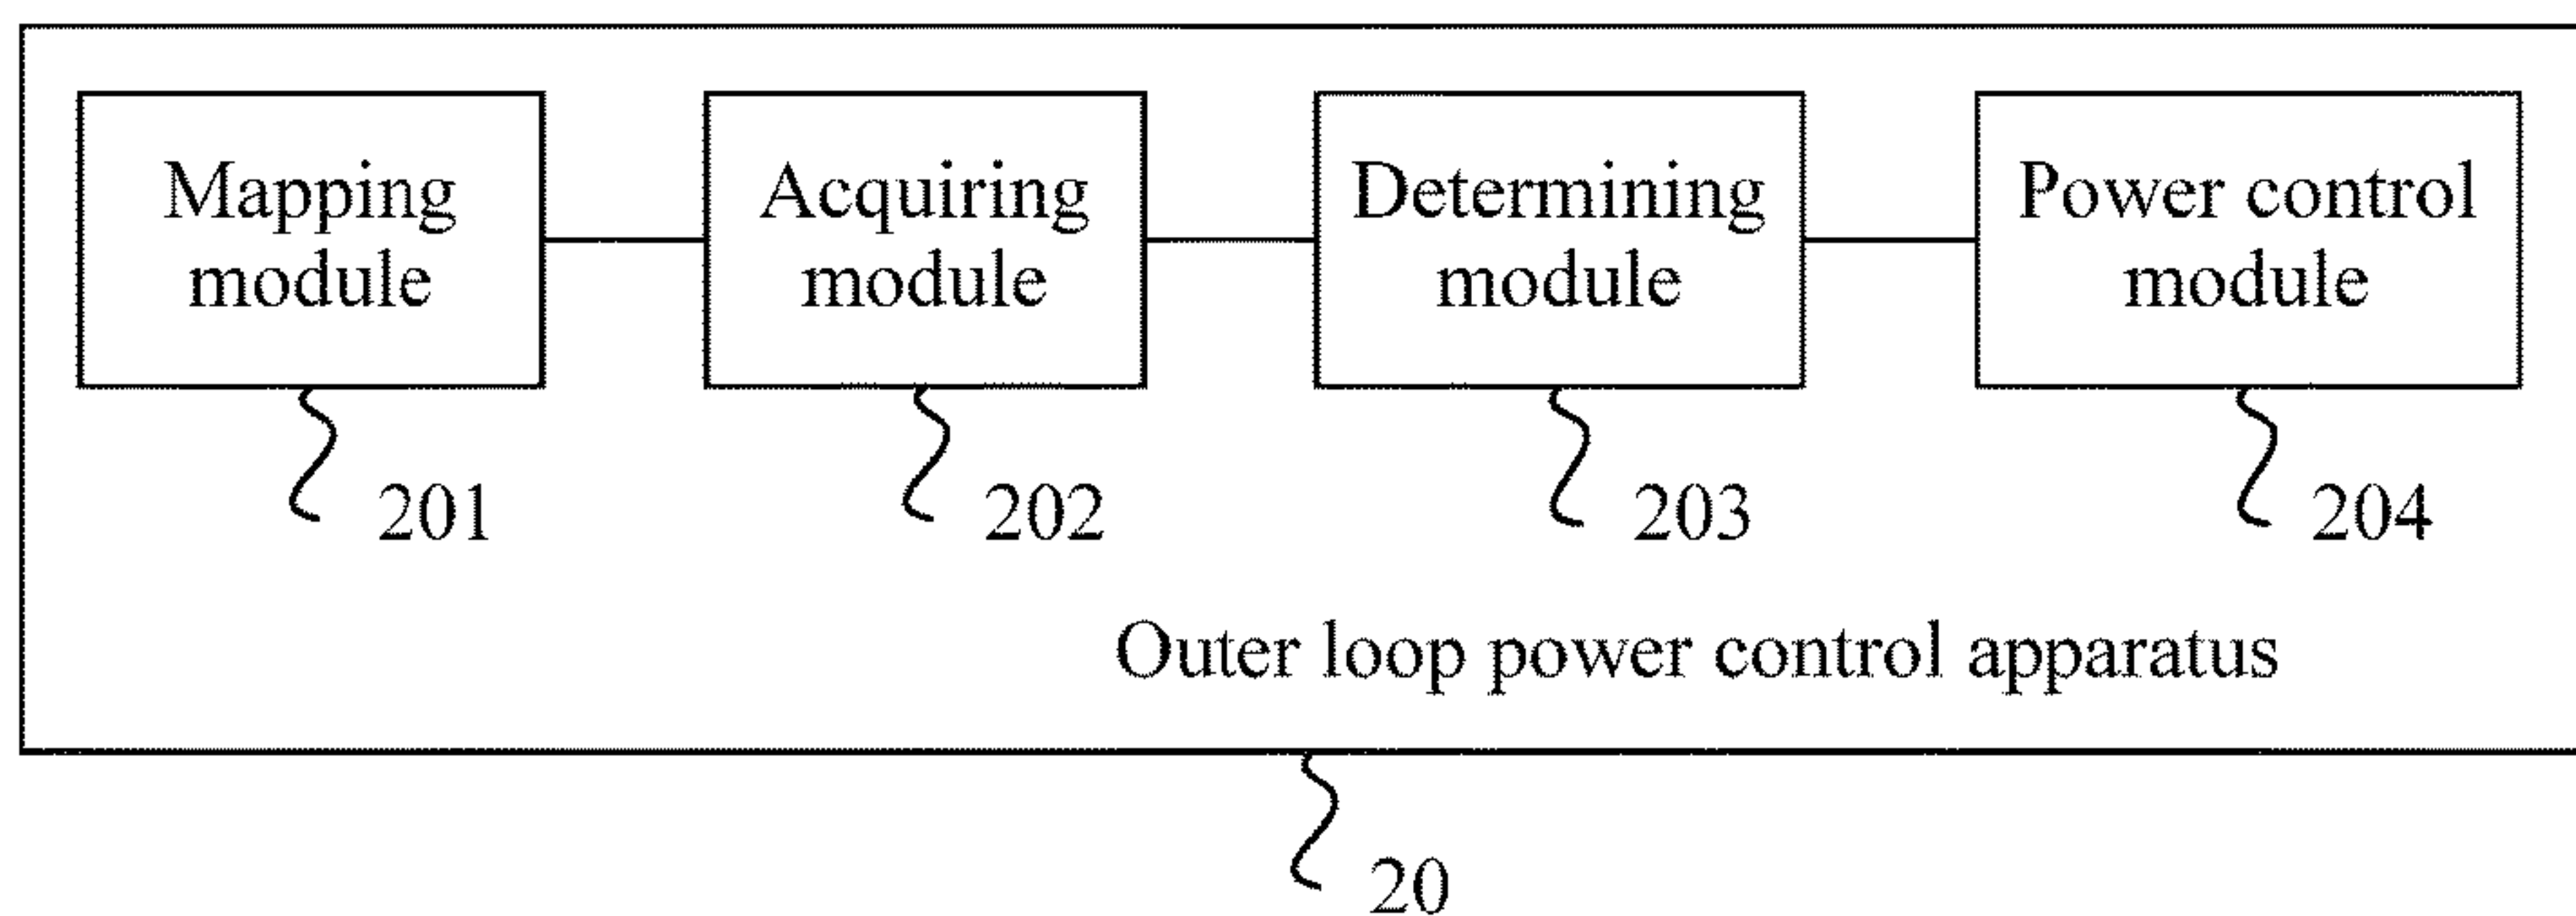 Mapping
module
Acquiring
module
Determining
module
Power control
module
201
202
203
204
Outer loop power control apparatus
20